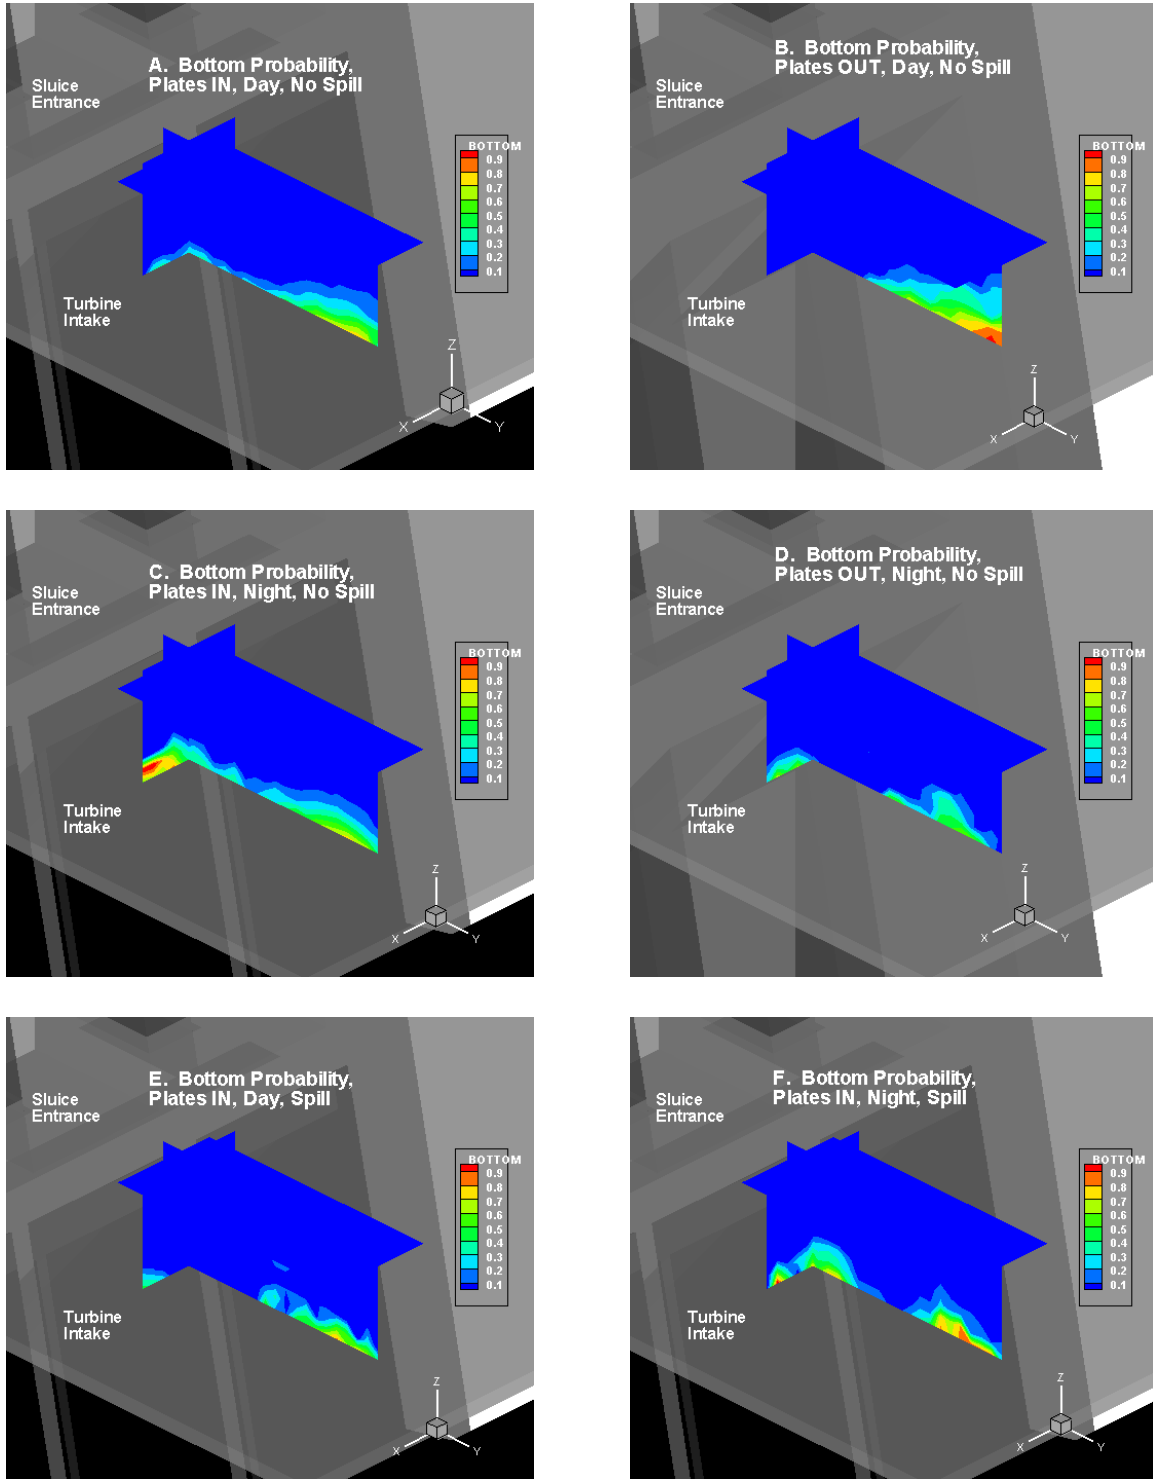 A. Bottom Probability,
Plates IN, Day, No Spill
Sluice
Entrance
BOTTOM
0.9
0.8
0.7
0.6
0.5
0.4
0.3
0.2
0.1
Turbine
Intake
Z
X
Y
B. Bottom Probability,
Plates OUT, Day, No Spill
Sluice
Entrance
BOTTOM
0.9
0.8
0.7
0.6
0.5
0.4
0.3
0.2
0.1
Turbine
Intake
Z
X
Y
C. Bottom Probability,
Plates IN, Night, No Spill
Sluice
Entrance
BOTTOM
0.9
0.8
0.7
0.6
0.5
0.4
0.3
0.2
0.1
Turbine
Intake
Z
X
Y
D. Bottom Probability,
Plates OUT, Night, No Spill
Sluice
Entrance
BOTTOM
0.9
0.8
0.7
0.6
0.5
0.4
0.3
0.2
0.1
Turbine
Intake
Z
X
Y
E. Bottom Probability,
Plates IN, Day, Spill
Sluice
Entrance
BOTTOM
0.9
0.8
0.7
0.6
0.5
0.4
0.3
0.2
0.1
Turbine
Intake
Z
X
Y
F. Bottom Probability,
Plates IN, Night, Spill
Sluice
Entrance
BOTTOM
0.9
0.8
0.7
0.6
0.5
0.4
0.3
0.2
0.1
Turbine
Intake
Z
X
Y